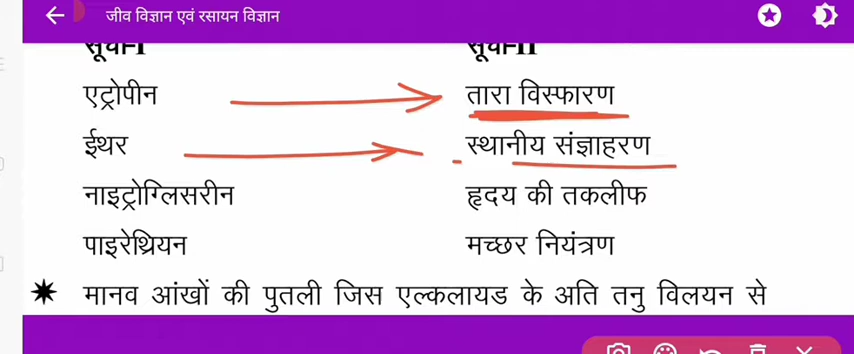 जीव विज्ञान एवं रसायन विज्ञान
सूची-I सूची-II
एट्रोपीन तारा विस्फारण
ईथर स्थानीय संज्ञाहरण
नाइट्रोग्लिसरीन हृदय की तकलीफ
पाइरेथ्रियन मच्छर नियंत्रण
मानव आंखों की पुतली जिस एल्कलायड के अति तनु विलयन से